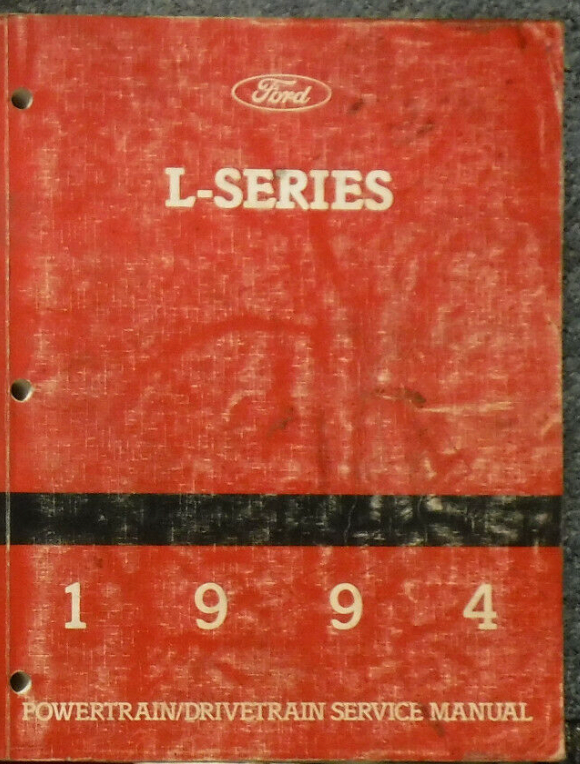 Ford
L-SERIES
1 9 9 4
POWERTRAIN/DRIVETRAIN SERVICE MANUAL